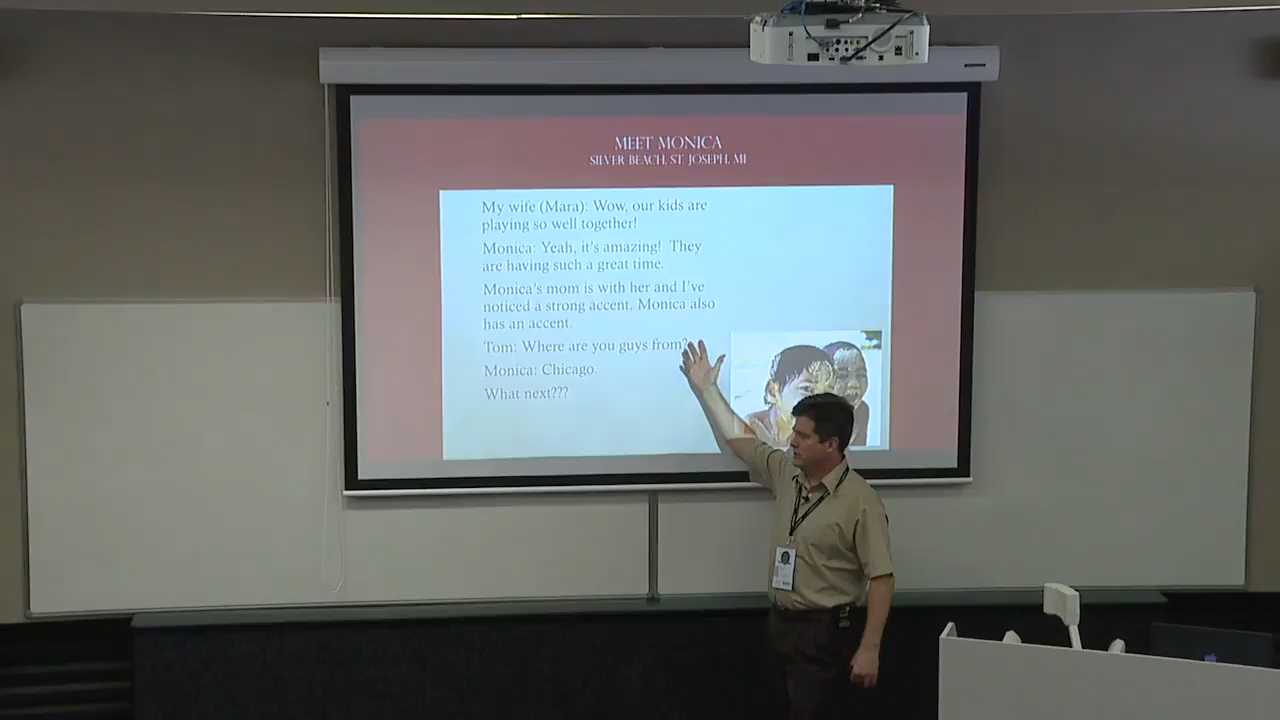 MEET MONICA
SILVER BEACH, ST. JOSEPH, MI
My wife (Mara): Wow, our kids are
playing so well together!
Monica: Yeah, it's amazing! They
are having such a great time.
Monica's mom is with her and I've
noticed a strong accent. Monica also
has an accent.
Tom: Where are you guys from?
Monica: Chicago.
What next???